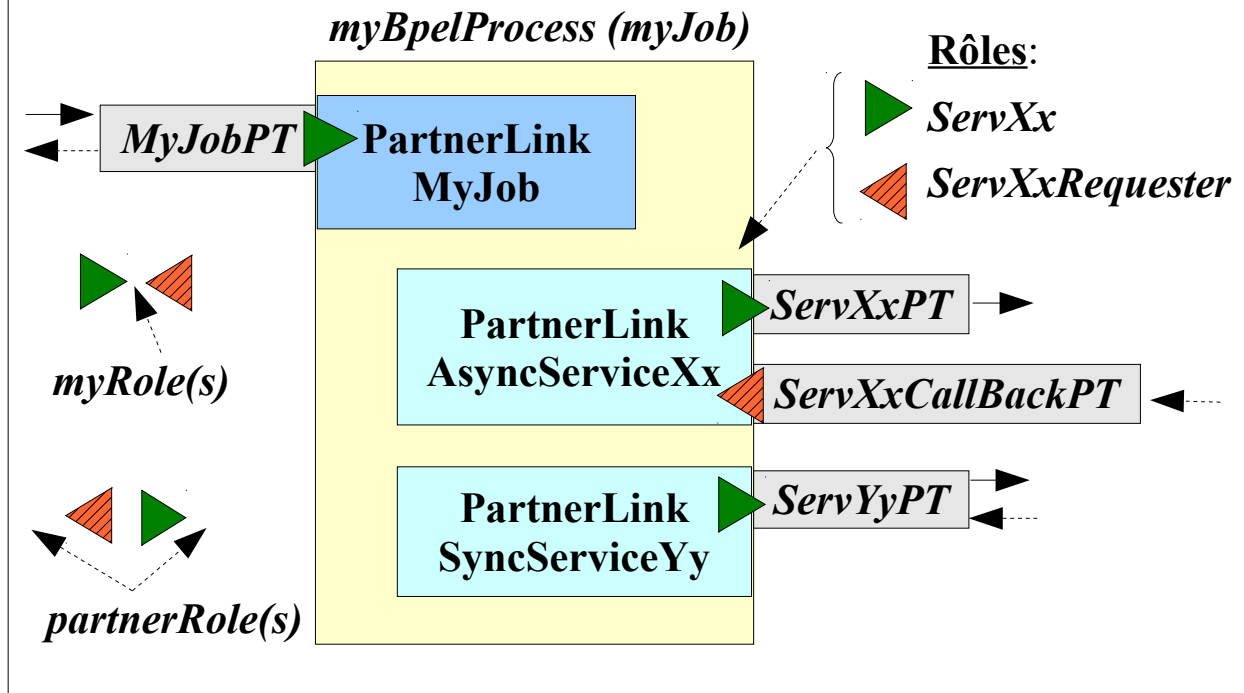 myBpelProcess (myJob)
Rôles:
ServXx
ServXxRequester
MyJobPT
PartnerLink
MyJob
myRole(s)
PartnerLink
AsyncServiceXx
ServXxPT
ServXxCallBackPT
partnerRole(s)
PartnerLink
SyncServiceYy
ServYyPT